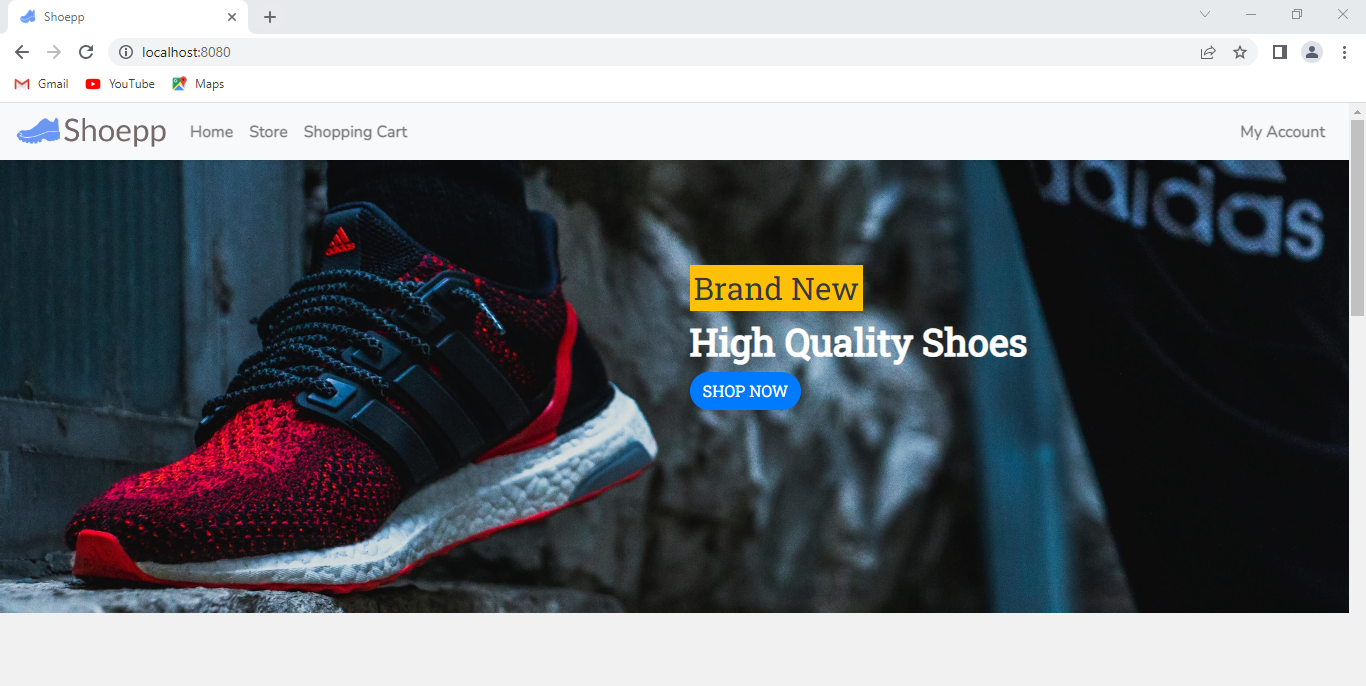 Shoepp
localhost:8080
Gmail YouTube Maps
Shoepp Home Store Shopping Cart My Account
adidas
Brand New
High Quality Shoes
SHOP NOW